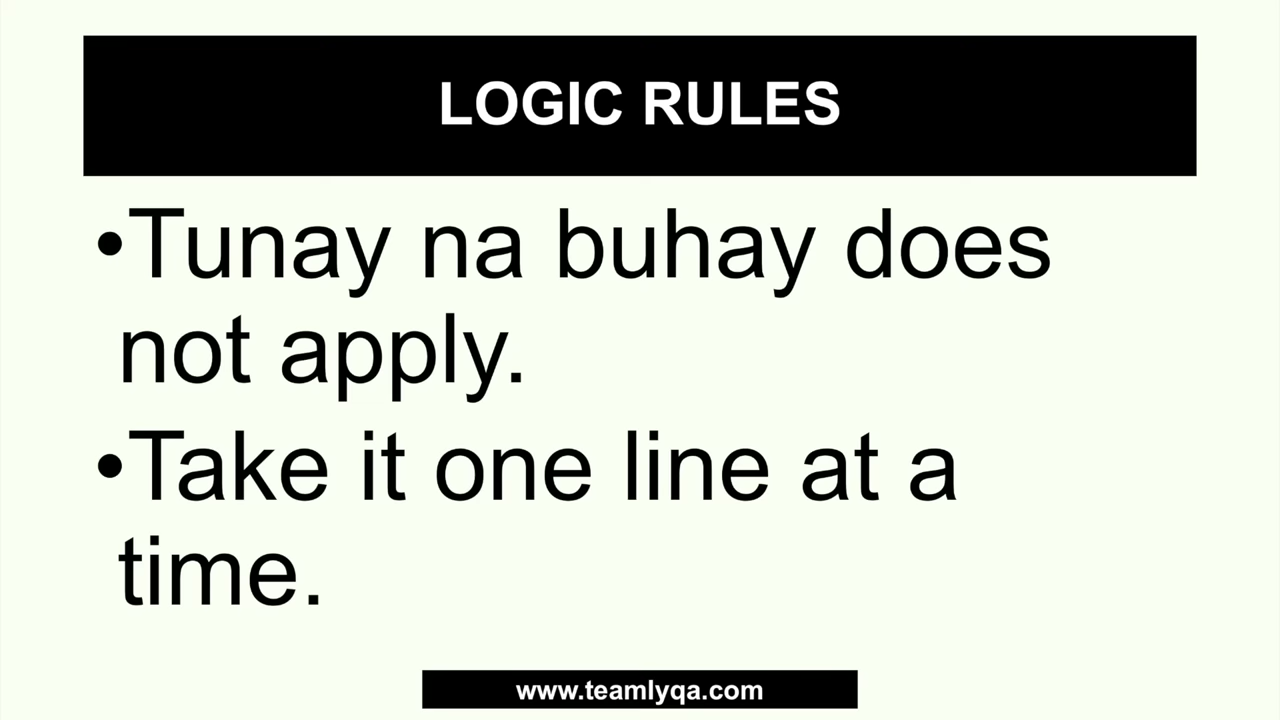 LOGIC RULES
•Tunay na buhay does
not apply.
•Take it one line at a
time.
www.teamlyqa.com